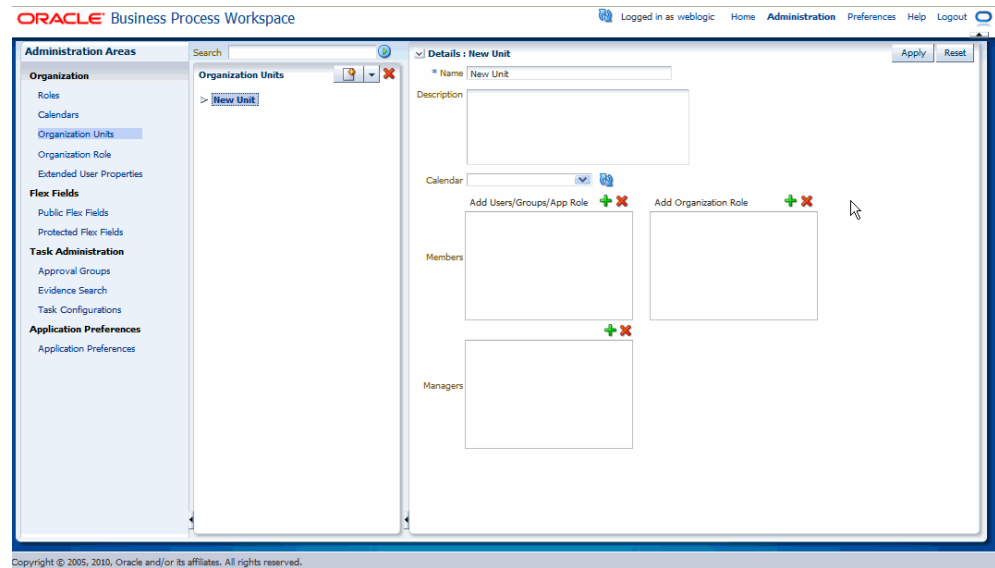 ORACLE Business Process Workspace
Logged in as weblogic Home Administration Preferences Help Logout
Administration Areas
Organization
Roles
Calendars
Organization Units
Organization Role
Extended User Properties
Flex Fields
Public Flex Fields
Protected Flex Fields
Task Administration
Approval Groups
Evidence Search
Task Configurations
Application Preferences
Application Preferences
Search
Organization Units
New Unit
Details : New Unit
Apply Reset
* Name New Unit
Description
Calendar
Add Users/Groups/App Role
Add Organization Role
Members
Managers
Copyright © 2005, 2010, Oracle and/or its affiliates. All rights reserved.